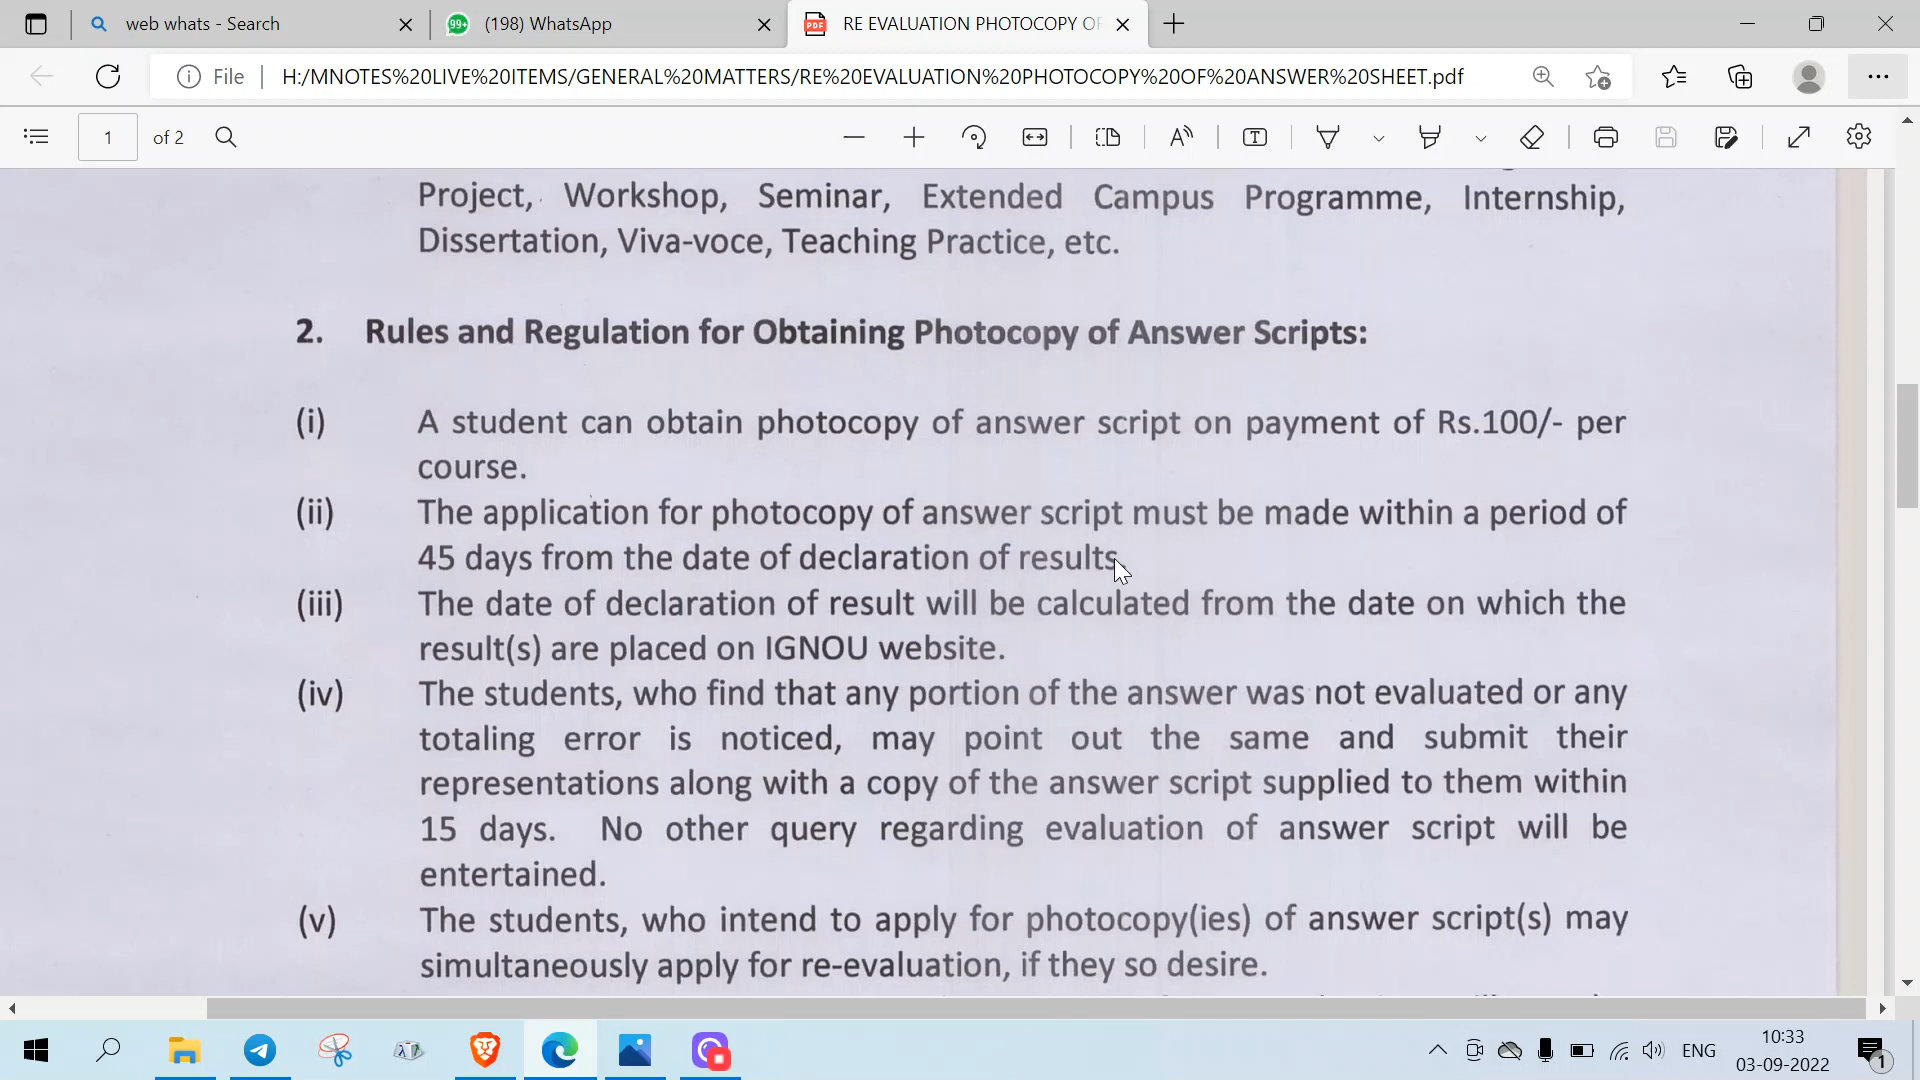 web whats - Search
(198) WhatsApp
RE EVALUATION PHOTOCOPY OF
File
H:/MNOTES%20LIVE%20ITEMS/GENERAL%20MATTERS/RE%20EVALUATION%20PHOTOCOPY%20OF%20ANSWER%20SHEET.pdf
1 of 2
Project, Workshop, Seminar, Extended Campus Programme, Internship,
Dissertation, Viva-voce, Teaching Practice, etc.
2. Rules and Regulation for Obtaining Photocopy of Answer Scripts:
(i) A student can obtain photocopy of answer script on payment of Rs.100/- per
course.
(ii) The application for photocopy of answer script must be made within a period of
45 days from the date of declaration of results.
(iii) The date of declaration of result will be calculated from the date on which the
result(s) are placed on IGNOU website.
(iv) The students, who find that any portion of the answer was not evaluated or any
totaling error is noticed, may point out the same and submit their
representations along with a copy of the answer script supplied to them within
15 days. No other query regarding evaluation of answer script will be
entertained.
(v) The students, who intend to apply for photocopy(ies) of answer script(s) may
simultaneously apply for re-evaluation, if they so desire.
ENG
10:33
03-09-2022
1